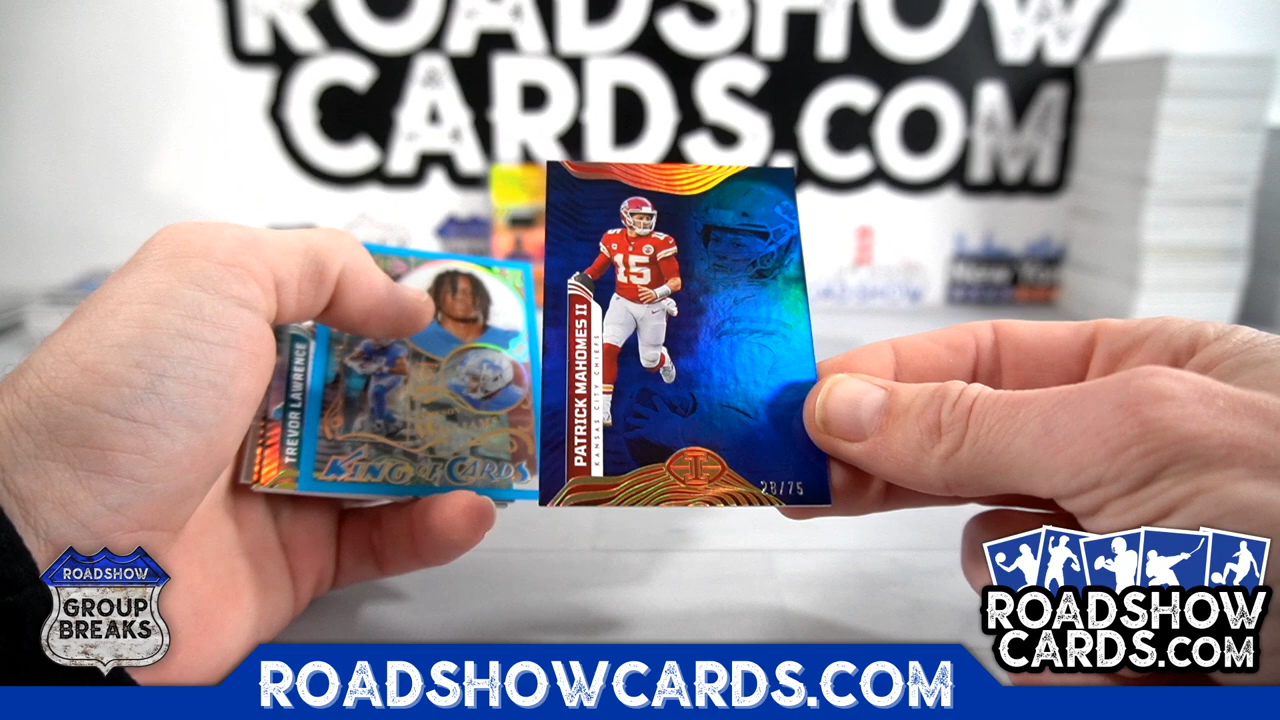 ROADSHOW
CARDS.COM
PATRICK MAHOMES II
KANSAS CITY CHIEFS
15
28/75
TREVOR LAWRENCE
KING OF CARDS
ROADSHOW
GROUP
BREAKS
ROADSHOWCARDS.COM
ROADSHOW
CARDS.COM